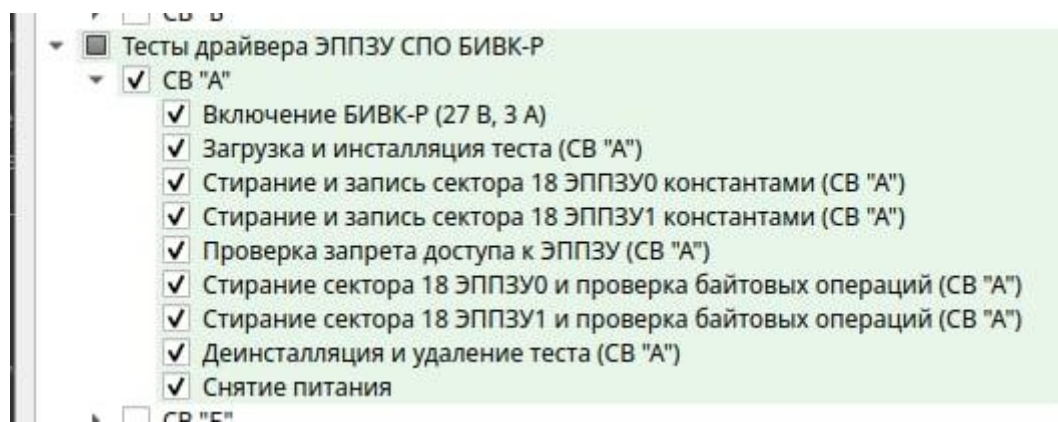 Тесты драйвера ЭППЗУ СПО БИВК-Р
СВ "А"
Включение БИВК-Р (27 В, 3 А)
Загрузка и инсталляция теста (СВ "А")
Стирание и запись сектора 18 ЭППЗУ0 константами (СВ "А")
Стирание и запись сектора 18 ЭППЗУ1 константами (СВ "А")
Проверка запрета доступа к ЭППЗУ (СВ "А")
Стирание сектора 18 ЭППЗУ0 и проверка байтовых операций (СВ "А")
Стирание сектора 18 ЭППЗУ1 и проверка байтовых операций (СВ "А")
Деинсталляция и удаление теста (СВ "А")
Снятие питания